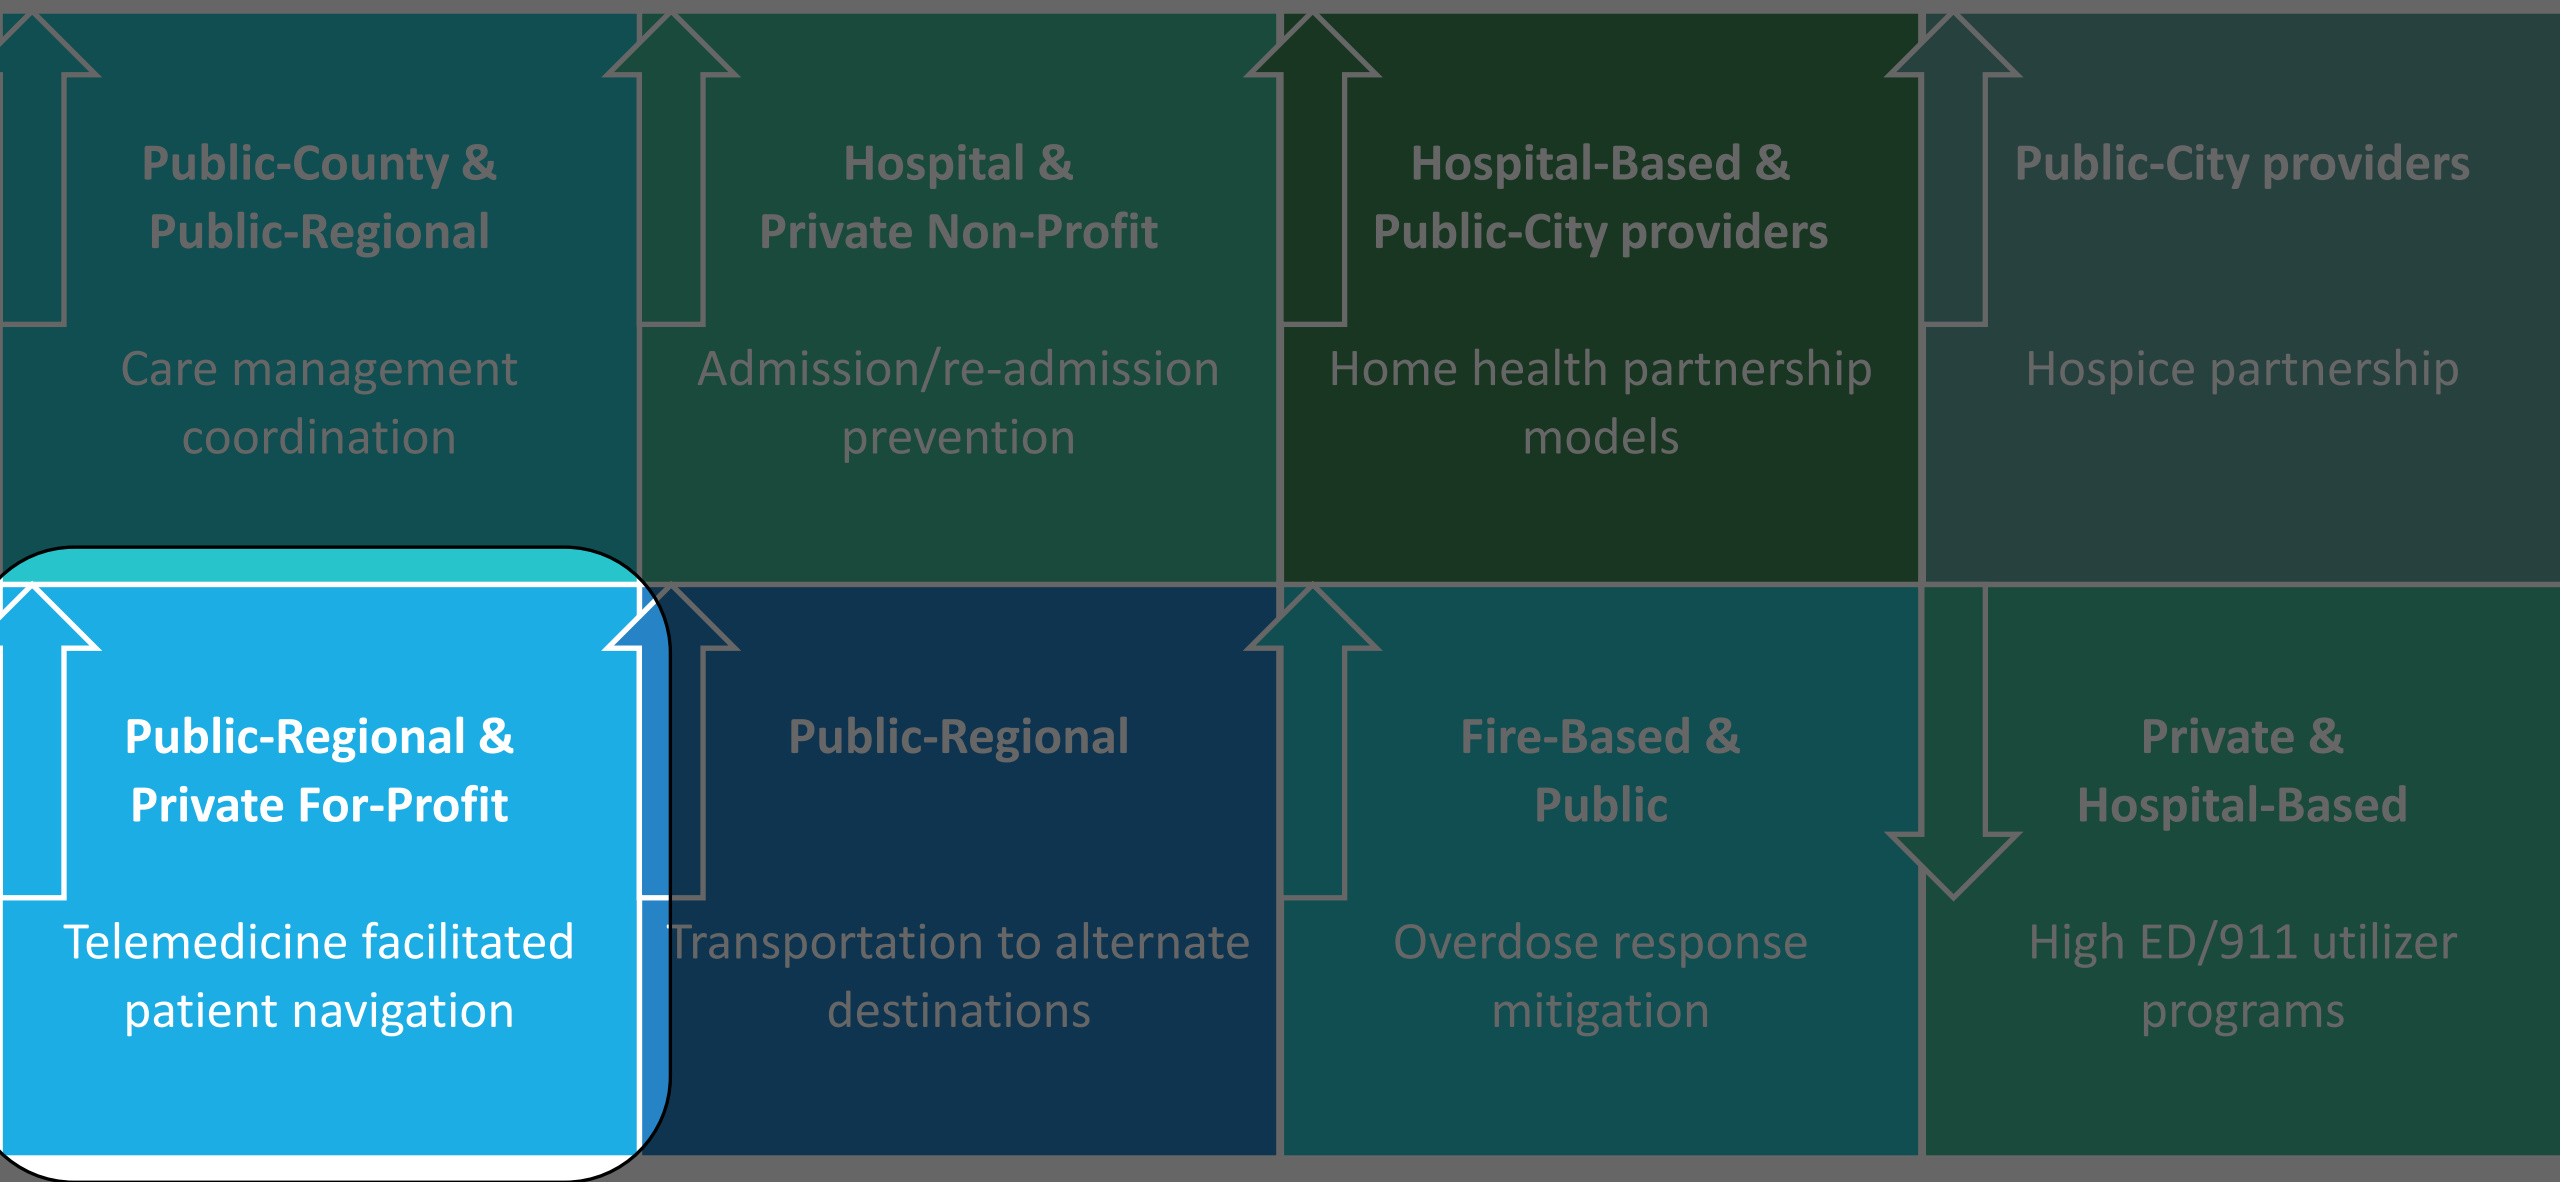 Public-County &
Public-Regional
Care management
coordination
Hospital &
Private Non-Profit
Admission/re-admission
prevention
Hospital-Based &
Public-City providers
Home health partnership
models
Public-City providers
Hospice partnership
Public-Regional &
Private For-Profit
Telemedicine facilitated
patient navigation
Public-Regional
Transportation to alternate
destinations
Fire-Based &
Public
Overdose response
mitigation
Private &
Hospital-Based
High ED/911 utilizer
programs